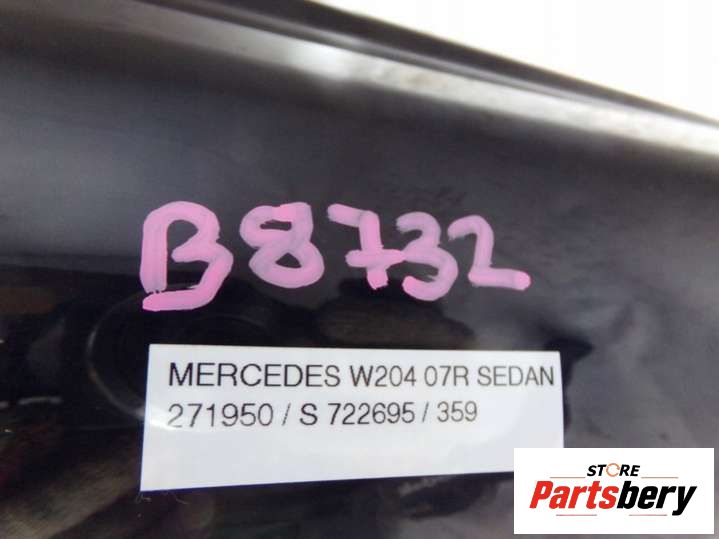 B8732
MERCEDES W204 07R SEDAN
271950 / S 722695 / 359
STORE
Partsbery